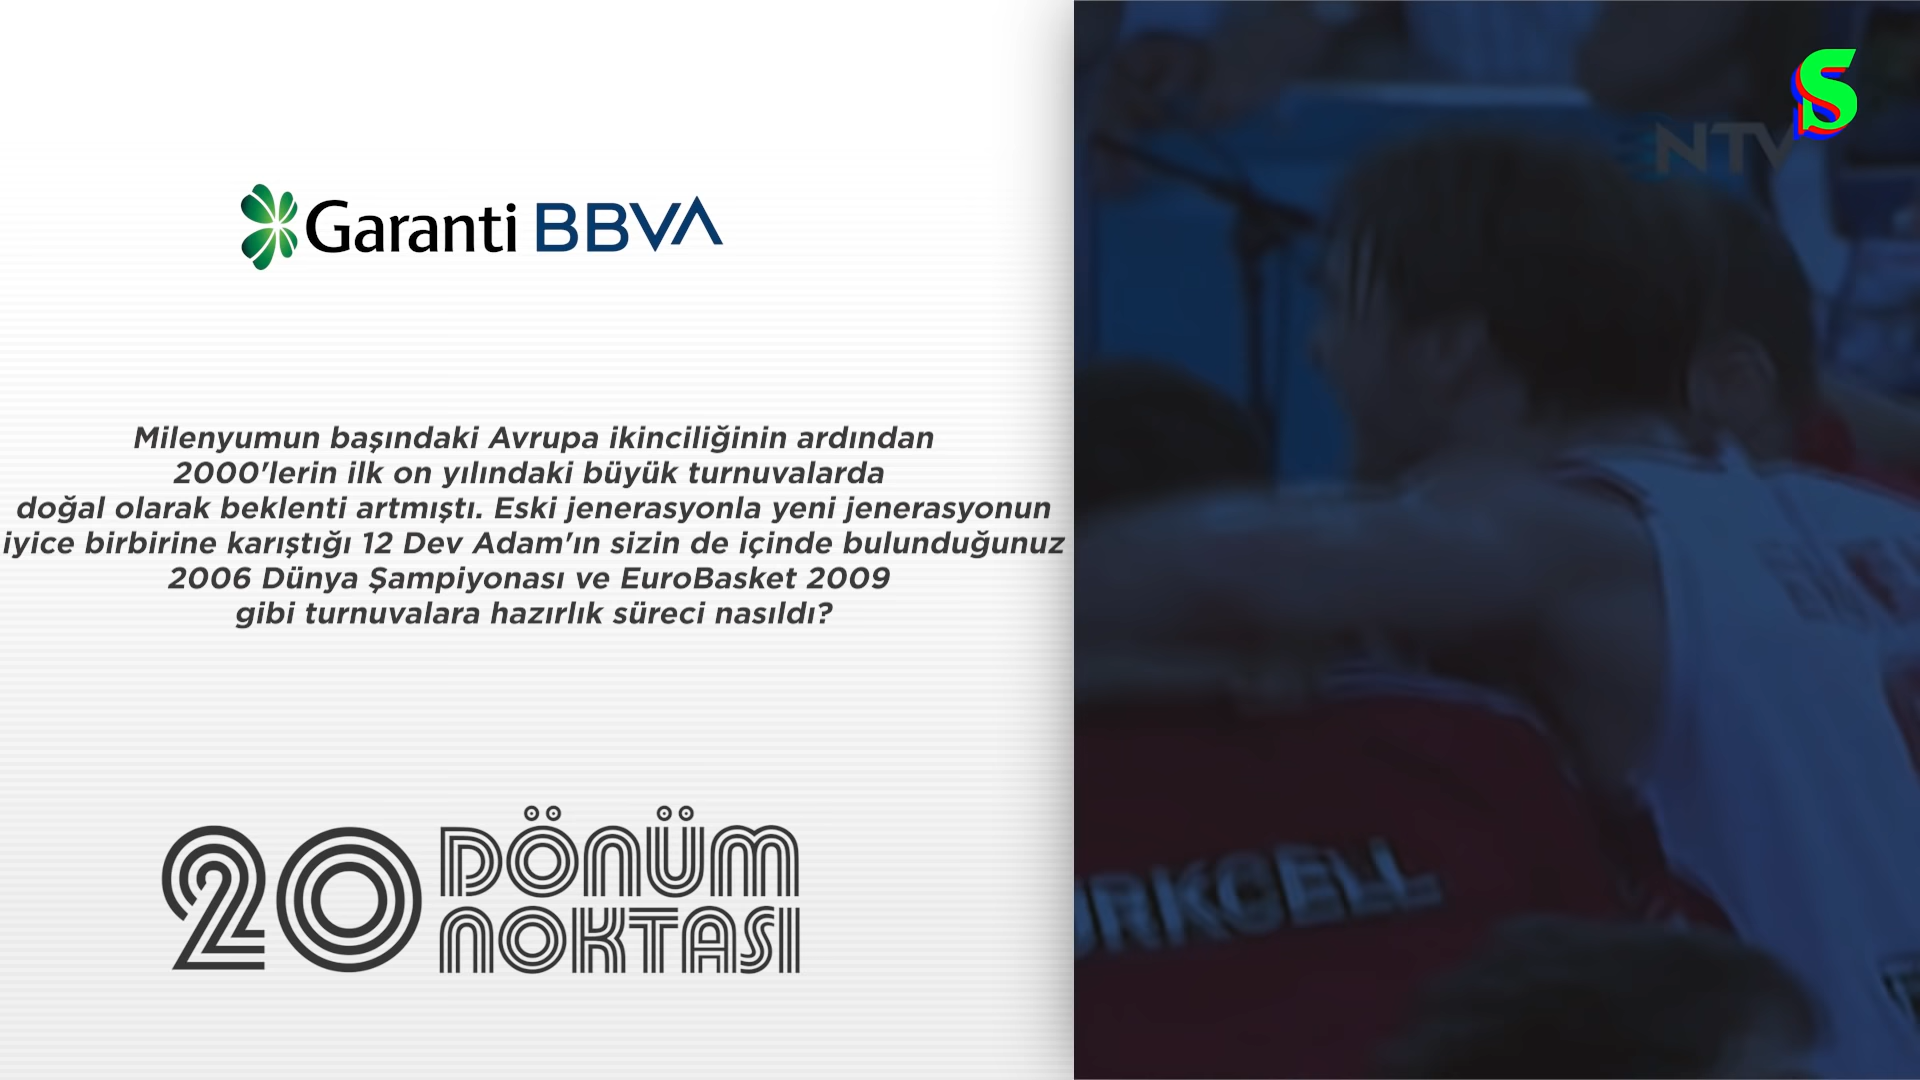 Garanti BBVA
Milenyumun başındaki Avrupa ikinciliğinin ardından
2000'lerin ilk on yılındaki büyük turnuvalarda
doğal olarak beklenti artmıştı. Eski jenerasyonla yeni jenerasyonun
iyice birbirine karıştığı 12 Dev Adam'ın sizin de içinde bulunduğunuz
2006 Dünya Şampiyonası ve EuroBasket 2009
gibi turnuvalara hazırlık süreci nasıldı?
20 DÖNÜM
NOKTASI
S
NTV
URKCELL